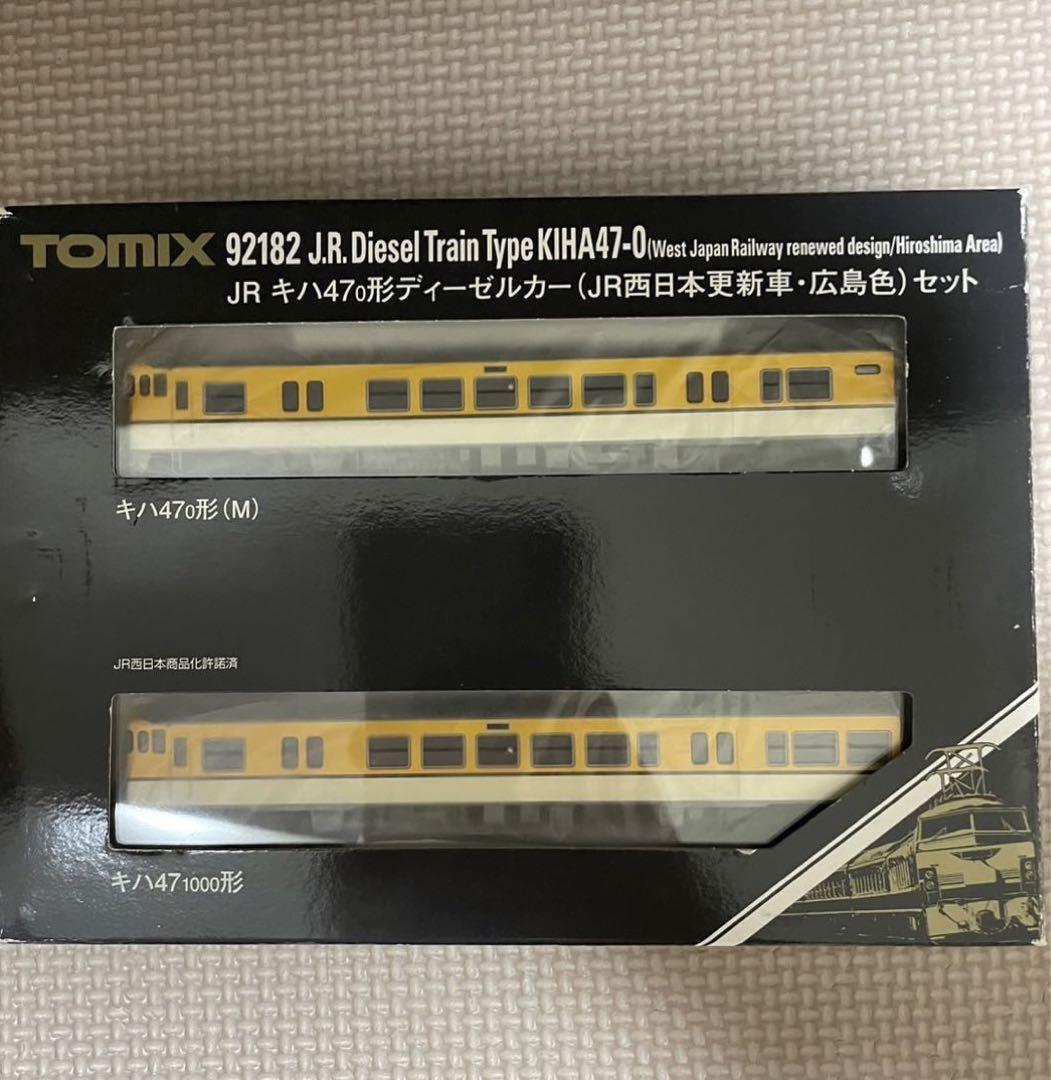 TOMIX 92182 J.R. Diesel Train Type KIHA47-0 (West Japan Railway renewed design/Hiroshima Area)
JR キハ470形ディーゼルカー(JR西日本更新車・広島色)セット
キハ470形(M)
JR西日本商品化許諾済
キハ471000形